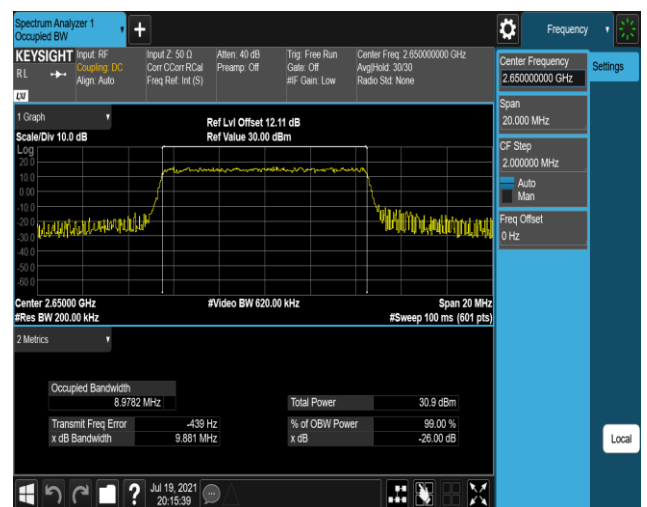 Spectrum Analyzer 1
Occupied BW
Frequency
KEYSIGHT
RL
LXI
Input: RF
Coupling: DC
Align: Auto
Input Z: 50 Ω
Corr CCorr RCal
Freq Ref: Int (S)
Atten: 40 dB
Preamp: Off
Trig: Free Run
Gate: Off
#IF Gain: Low
Center Freq: 2.650000000 GHz
Avg|Hold: 30/30
Radio Std: None
Center Frequency
2.650000000 GHz
Settings
Span
20.000 MHz
CF Step
2.000000 MHz
Auto
Man
Freq Offset
0 Hz
Local
1 Graph
Scale/Div 10.0 dB
Ref Lvl Offset 12.11 dB
Ref Value 30.00 dBm
Log
20.0
10.0
0.00
-10.0
-20.0
-30.0
-40.0
-50.0
-60.0
Center 2.65000 GHz
#Res BW 200.00 kHz
#Video BW 620.00 kHz
Span 20 MHz
#Sweep 100 ms (601 pts)
2 Metrics
Occupied Bandwidth
8.9782 MHz
Total Power 30.9 dBm
Transmit Freq Error -439 Hz
% of OBW Power 99.00 %
x dB Bandwidth 9.881 MHz
x dB -26.00 dB
?
Jul 19, 2021
20:15:39